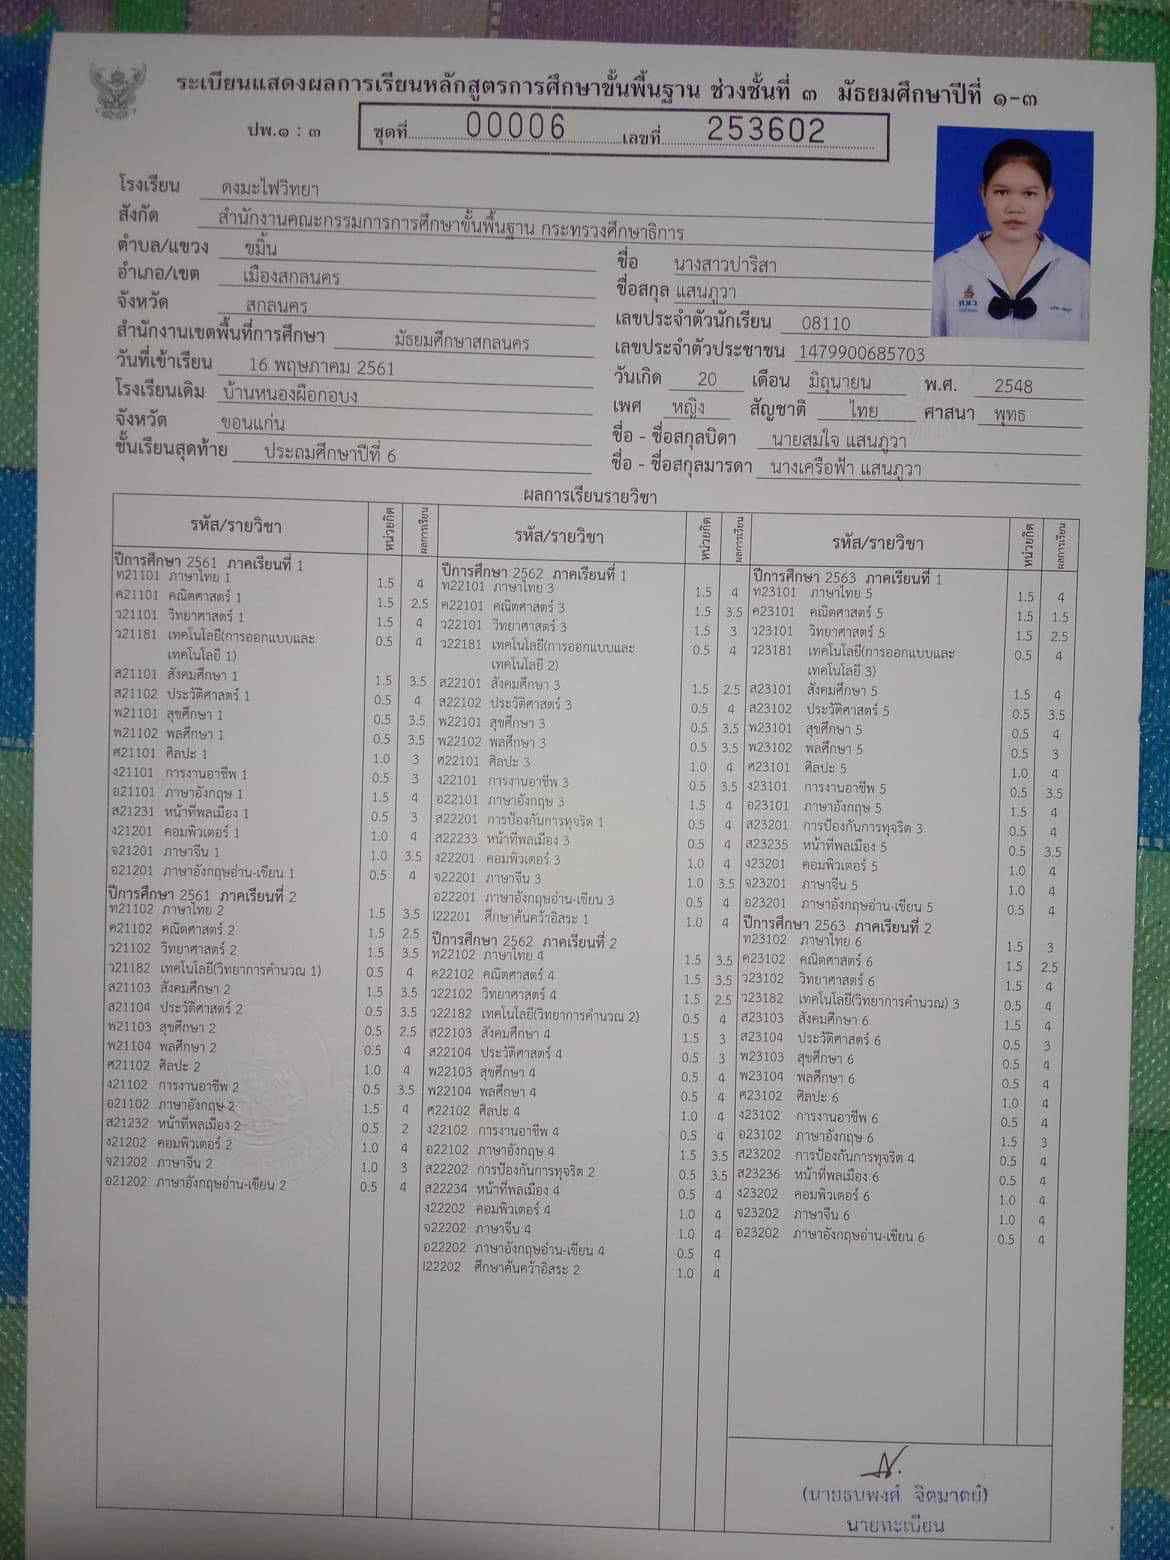 ระเบียนแสดงผลการเรียนหลักสูตรการศึกษาขั้นพื้นฐาน ช่วงชั้นที่ ๓ มัธยมศึกษาปีที่ ๑-๓
ปพ.๑ : ๓ ชุดที่ 00006 เลขที่ 253602
โรงเรียน ดงมะไฟวิทยา
สังกัด สำนักงานคณะกรรมการการศึกษาขั้นพื้นฐาน กระทรวงศึกษาธิการ
ตำบล/แขวง ขมิ้น
อำเภอ/เขต เมืองสกลนคร
จังหวัด สกลนคร
สำนักงานเขตพื้นที่การศึกษา มัธยมศึกษาสกลนคร
วันที่เข้าเรียน 16 พฤษภาคม 2561
โรงเรียนเดิม บ้านหนองผือกอบง
จังหวัด ขอนแก่น
ชั้นเรียนสุดท้าย ประถมศึกษาปีที่ 6
ชื่อ นางสาวปาริสา
ชื่อสกุล แสนภูวา
เลขประจำตัวนักเรียน 08110
เลขประจำตัวประชาชน 1479900685703
วันเกิด 20 เดือน มิถุนายน พ.ศ. 2548
เพศ หญิง สัญชาติ ไทย ศาสนา พุทธ
ชื่อ - ชื่อสกุลบิดา นายสมใจ แสนภูวา
ชื่อ - ชื่อสกุลมารดา นางเครือฟ้า แสนภูวา
ผลการเรียนรายวิชา
รหัส/รายวิชา หน่วยกิต ผลการเรียน
ปีการศึกษา 2561 ภาคเรียนที่ 1
ท21101 ภาษาไทย 1 1.5 4
ค21101 คณิตศาสตร์ 1 1.5 2.5
ว21101 วิทยาศาสตร์ 1 1.5 4
ว21181 เทคโนโลยี(การออกแบบและ 0.5 4
เทคโนโลยี 1)
ส21101 สังคมศึกษา 1 1.5 3.5
ส21102 ประวัติศาสตร์ 1 0.5 4
พ21101 สุขศึกษา 1 0.5 3.5
พ21102 พลศึกษา 1 0.5 3.5
ศ21101 ศิลปะ 1 1.0 3
ง21101 การงานอาชีพ 1 0.5 3
อ21101 ภาษาอังกฤษ 1 1.5 4
ส21231 หน้าที่พลเมือง 1 0.5 3
ง21201 คอมพิวเตอร์ 1 1.0 4
จ21201 ภาษาจีน 1 1.0 3.5
อ21201 ภาษาอังกฤษอ่าน-เขียน 1 0.5 4
ปีการศึกษา 2561 ภาคเรียนที่ 2
ท21102 ภาษาไทย 2 1.5 3.5
ค21102 คณิตศาสตร์ 2 1.5 2.5
ว21102 วิทยาศาสตร์ 2 1.5 3.5
ว21182 เทคโนโลยี(วิทยาการคำนวณ 1) 0.5 4
ส21103 สังคมศึกษา 2 1.5 3.5
ส21104 ประวัติศาสตร์ 2 0.5 3.5
พ21103 สุขศึกษา 2 0.5 2.5
พ21104 พลศึกษา 2 0.5 4
ศ21102 ศิลปะ 2 1.0 4
ง21102 การงานอาชีพ 2 0.5 3.5
อ21102 ภาษาอังกฤษ 2 1.5 4
ส21232 หน้าที่พลเมือง 2 0.5 2
ง21202 คอมพิวเตอร์ 2 1.0 4
จ21202 ภาษาจีน 2 1.0 3
อ21202 ภาษาอังกฤษอ่าน-เขียน 2 0.5 4
รหัส/รายวิชา หน่วยกิต ผลการเรียน
ปีการศึกษา 2562 ภาคเรียนที่ 1
ท22101 ภาษาไทย 3 1.5 4
ค22101 คณิตศาสตร์ 3 1.5 3.5
ว22101 วิทยาศาสตร์ 3 1.5 3
ว22181 เทคโนโลยี(การออกแบบและ 0.5 4
เทคโนโลยี 2)
ส22101 สังคมศึกษา 3 1.5 2.5
ส22102 ประวัติศาสตร์ 3 0.5 4
พ22101 สุขศึกษา 3 0.5 3.5
พ22102 พลศึกษา 3 0.5 3.5
ศ22101 ศิลปะ 3 1.0 4
ง22101 การงานอาชีพ 3 0.5 3.5
อ22101 ภาษาอังกฤษ 3 1.5 4
ส22201 การป้องกันการทุจริต 1 0.5 4
ส22233 หน้าที่พลเมือง 3 0.5 4
ง22201 คอมพิวเตอร์ 3 1.0 4
จ22201 ภาษาจีน 3 1.0 3.5
อ22201 ภาษาอังกฤษอ่าน-เขียน 3 0.5 4
I22201 ศึกษาค้นคว้าอิสระ 1 1.0 4
ปีการศึกษา 2562 ภาคเรียนที่ 2
ท22102 ภาษาไทย 4 1.5 3.5
ค22102 คณิตศาสตร์ 4 1.5 3.5
ว22102 วิทยาศาสตร์ 4 1.5 2.5
ว22182 เทคโนโลยี(วิทยาการคำนวณ 2) 0.5 4
ส22103 สังคมศึกษา 4 1.5 3
ส22104 ประวัติศาสตร์ 4 0.5 3
พ22103 สุขศึกษา 4 0.5 4
พ22104 พลศึกษา 4 0.5 4
ศ22102 ศิลปะ 4 1.0 4
ง22102 การงานอาชีพ 4 0.5 4
อ22102 ภาษาอังกฤษ 4 1.5 3.5
ส22202 การป้องกันการทุจริต 2 0.5 3.5
ส22234 หน้าที่พลเมือง 4 0.5 4
ง22202 คอมพิวเตอร์ 4 1.0 4
จ22202 ภาษาจีน 4 1.0 4
อ22202 ภาษาอังกฤษอ่าน-เขียน 4 0.5 4
I22202 ศึกษาค้นคว้าอิสระ 2 1.0 4
รหัส/รายวิชา หน่วยกิต ผลการเรียน
ปีการศึกษา 2563 ภาคเรียนที่ 1
ท23101 ภาษาไทย 5 1.5 4
ค23101 คณิตศาสตร์ 5 1.5 1.5
ว23101 วิทยาศาสตร์ 5 1.5 2.5
ว23181 เทคโนโลยี(การออกแบบและ 0.5 4
เทคโนโลยี 3)
ส23101 สังคมศึกษา 5 1.5 4
ส23102 ประวัติศาสตร์ 5 0.5 3.5
พ23101 สุขศึกษา 5 0.5 4
พ23102 พลศึกษา 5 0.5 3
ศ23101 ศิลปะ 5 1.0 4
ง23101 การงานอาชีพ 5 0.5 3.5
อ23101 ภาษาอังกฤษ 5 1.5 4
ส23201 การป้องกันการทุจริต 3 0.5 4
ส23235 หน้าที่พลเมือง 5 0.5 3.5
ง23201 คอมพิวเตอร์ 5 1.0 4
จ23201 ภาษาจีน 5 1.0 4
อ23201 ภาษาอังกฤษอ่าน-เขียน 5 0.5 4
ปีการศึกษา 2563 ภาคเรียนที่ 2
ท23102 ภาษาไทย 6 1.5 3
ค23102 คณิตศาสตร์ 6 1.5 2.5
ว23102 วิทยาศาสตร์ 6 1.5 4
ว23182 เทคโนโลยี(วิทยาการคำนวณ) 3 0.5 4
ส23103 สังคมศึกษา 6 1.5 4
ส23104 ประวัติศาสตร์ 6 0.5 3
พ23103 สุขศึกษา 6 0.5 4
พ23104 พลศึกษา 6 0.5 4
ศ23102 ศิลปะ 6 1.0 4
ง23102 การงานอาชีพ 6 0.5 4
อ23102 ภาษาอังกฤษ 6 1.5 3
ส23202 การป้องกันการทุจริต 4 0.5 4
ส23236 หน้าที่พลเมือง 6 0.5 4
ง23202 คอมพิวเตอร์ 6 1.0 4
จ23202 ภาษาจีน 6 1.0 4
อ23202 ภาษาอังกฤษอ่าน-เขียน 6 0.5 4
(นายธนพงศ์ จิตมาตย์)
นายทะเบียน